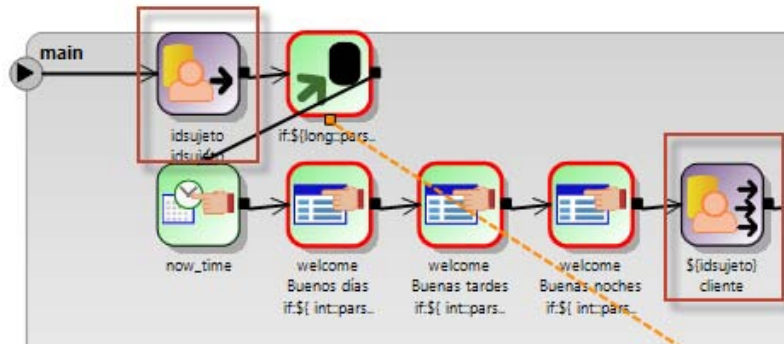 main
idsujeto
idsujeto
if:${long::pars..
now_time
welcome
Buenos días
if:${ int::pars..
welcome
Buenas tardes
if:${ int::pars..
welcome
Buenas noches
if:${ int::pars..
${idsujeto}
cliente